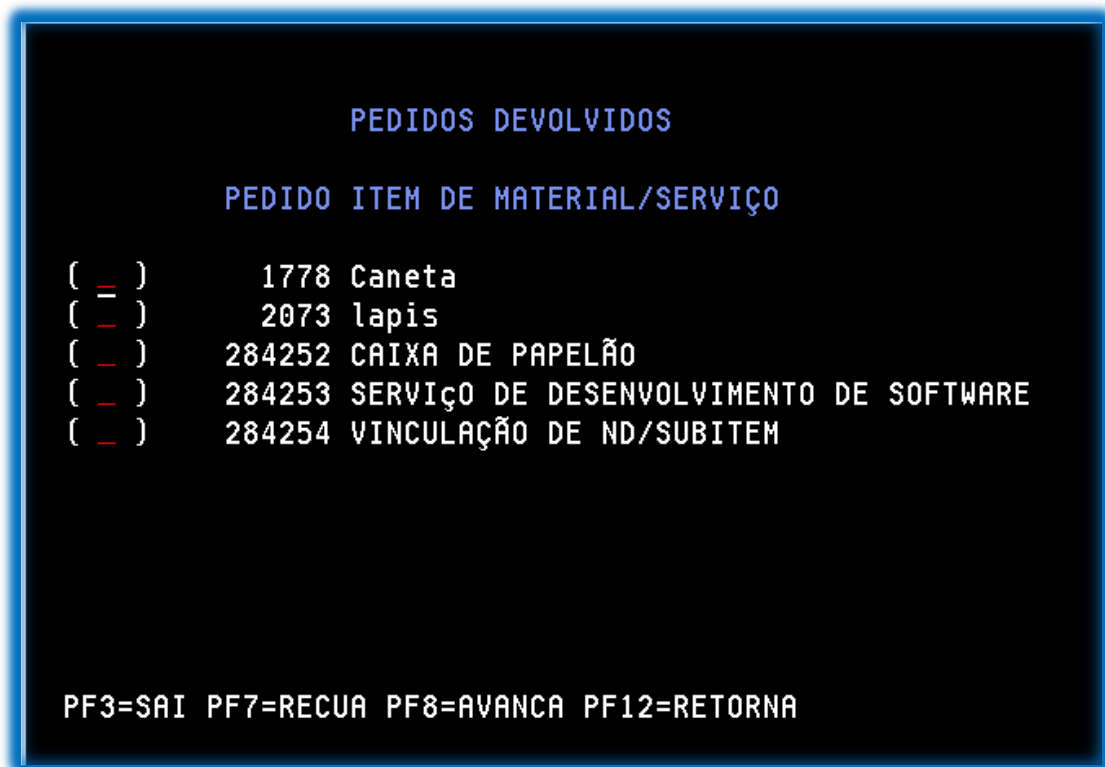 PEDIDOS DEVOLVIDOS
PEDIDO ITEM DE MATERIAL/SERVIÇO
( _ ) 1778 Caneta
( _ ) 2073 lapis
( _ ) 284252 CAIXA DE PAPELÃO
( _ ) 284253 SERVIçO DE DESENVOLVIMENTO DE SOFTWARE
( _ ) 284254 VINCULAÇÃO DE ND/SUBITEM
PF3=SAI PF7=RECUA PF8=AVANCA PF12=RETORNA